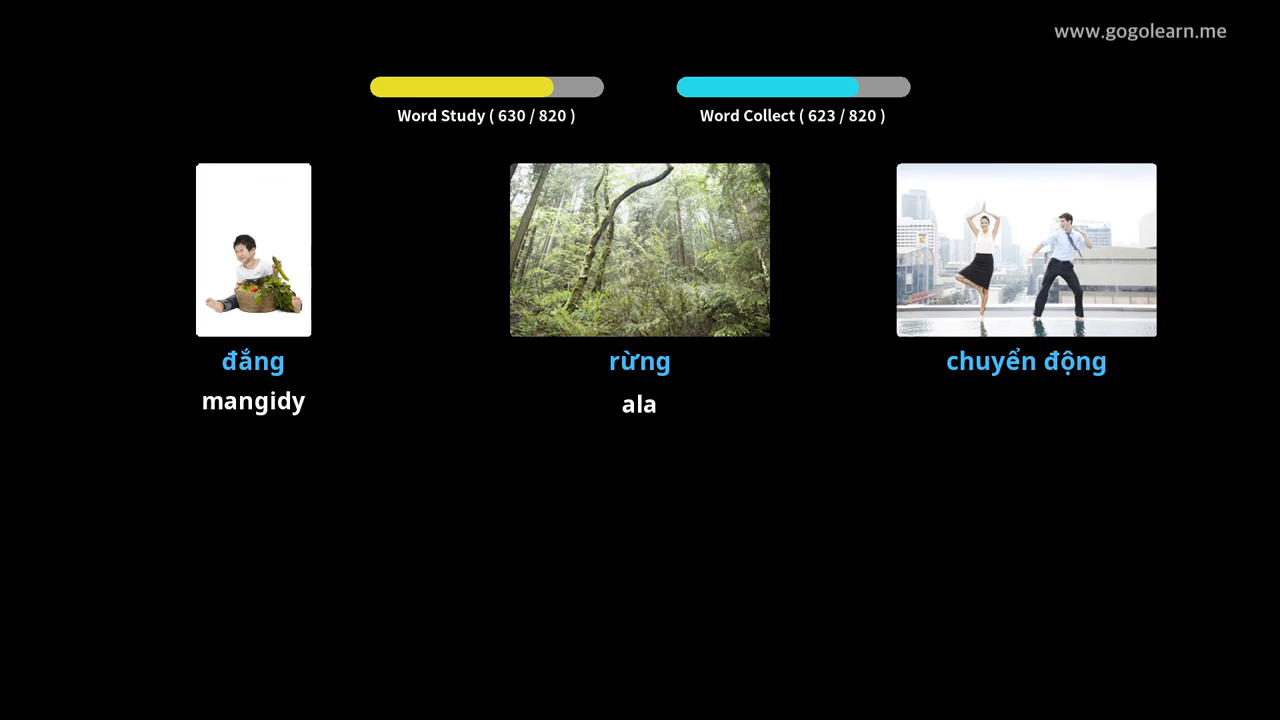 www.gogolearn.me
Word Study ( 630 / 820 )
Word Collect ( 623 / 820 )
đắng
rừng
chuyển động
mangidy
ala